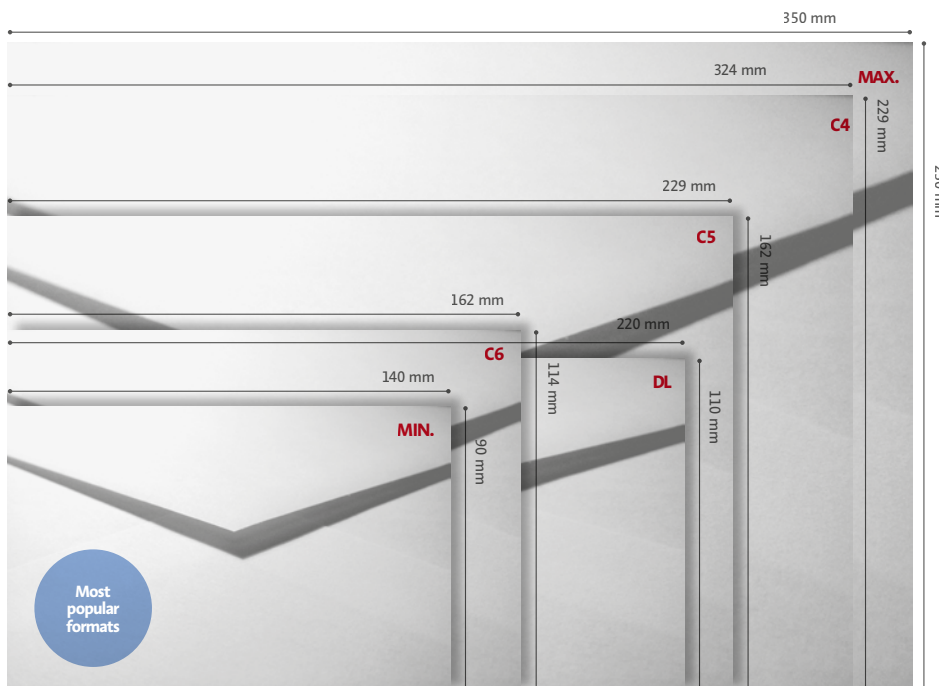 350 mm
324 mm
MAX.
229 mm
C4
229 mm
C5
162 mm
162 mm
220 mm
C6
114 mm
DL
110 mm
140 mm
MIN.
90 mm
Most
popular
formats